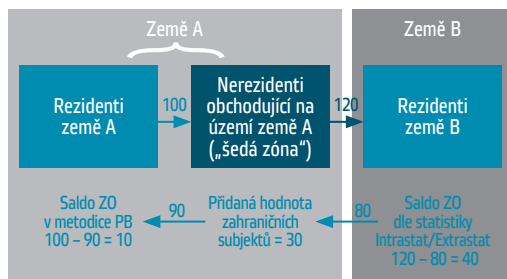 Země A
Země B
Rezidenti
země A
100
Nerezidenti
obchodující na
území země A
(„šedá zóna“)
120
Rezidenti
země B
Saldo ZO
v metodice PB
100 – 90 = 10
90
Přidaná hodnota
zahraničních
subjektů = 30
80
Saldo ZO
dle statistiky
Intrastat/Extrastat
120 – 80 = 40